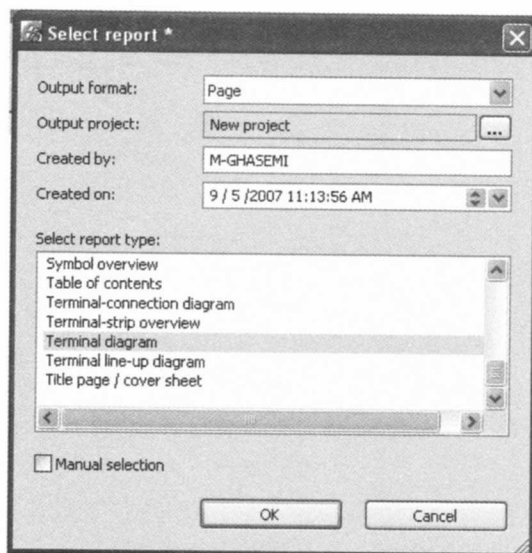 Select report *
Output format: Page
Output project: New project ...
Created by: M-GHASEMI
Created on: 9 / 5 /2007 11:13:56 AM
Select report type:
Symbol overview
Table of contents
Terminal-connection diagram
Terminal-strip overview
Terminal diagram
Terminal line-up diagram
Title page / cover sheet
Manual selection
OK Cancel